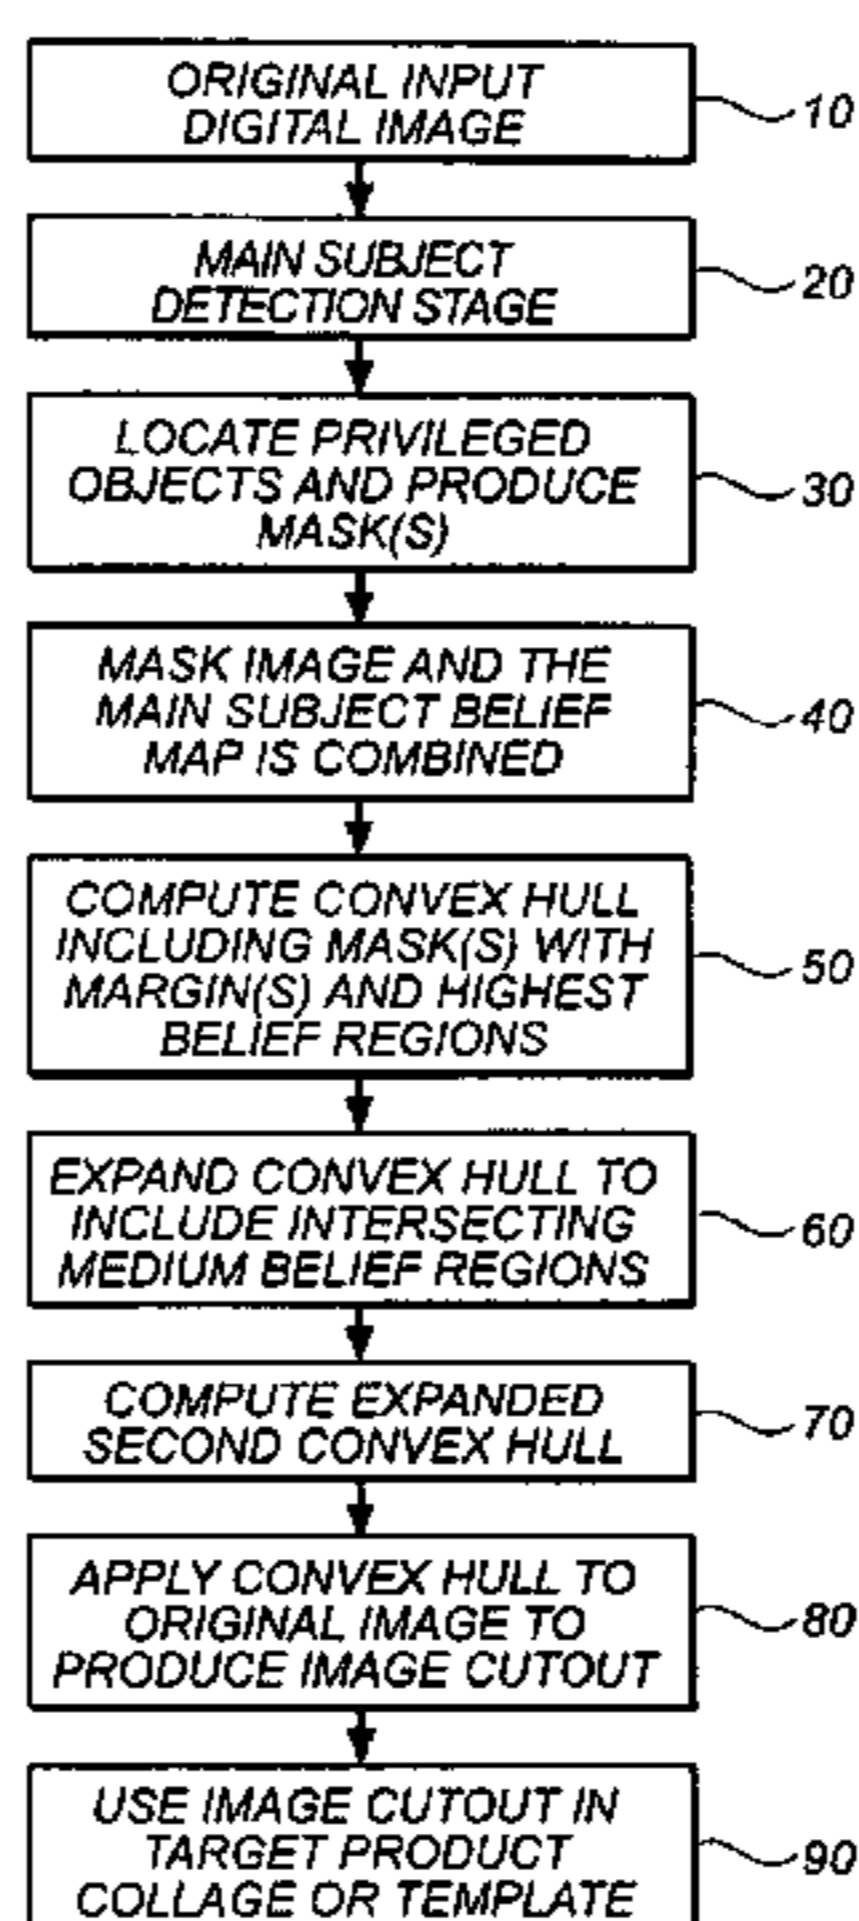 ORIGINAL INPUT
DIGITAL IMAGE
10
MAIN SUBJECT
DETECTION STAGE
20
LOCATE PRIVILEGED
OBJECTS AND PRODUCE
MASK(S)
30
MASK IMAGE AND THE
MAIN SUBJECT BELIEF
MAP IS COMBINED
40
COMPUTE CONVEX HULL
INCLUDING MASK(S) WITH
MARGIN(S) AND HIGHEST
BELIEF REGIONS
50
EXPAND CONVEX HULL TO
INCLUDE INTERSECTING
MEDIUM BELIEF REGIONS
60
COMPUTE EXPANDED
SECOND CONVEX HULL
70
APPLY CONVEX HULL TO
ORIGINAL IMAGE TO
PRODUCE IMAGE CUTOUT
80
USE IMAGE CUTOUT IN
TARGET PRODUCT
COLLAGE OR TEMPLATE
90